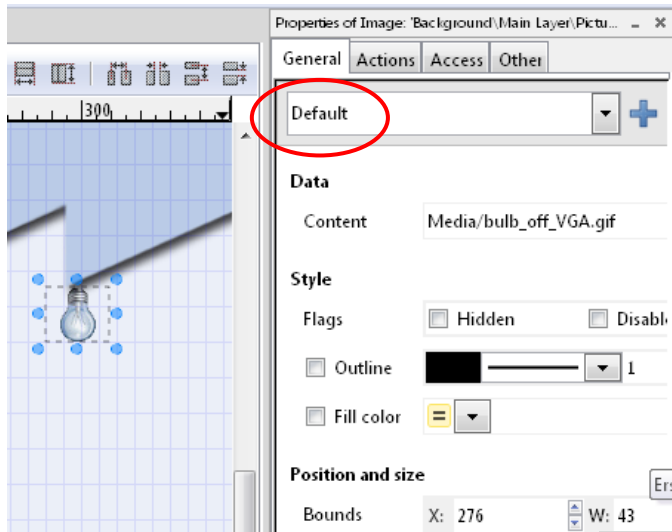 Properties of Image: 'Background\Main Layer\Pictu...
General Actions Access Other
300
Default
Data
Content Media/bulb_off_VGA.gif
Style
Flags Hidden Disabl
Outline 1
Fill color =
Position and size
Ers
Bounds X: 276 W: 43